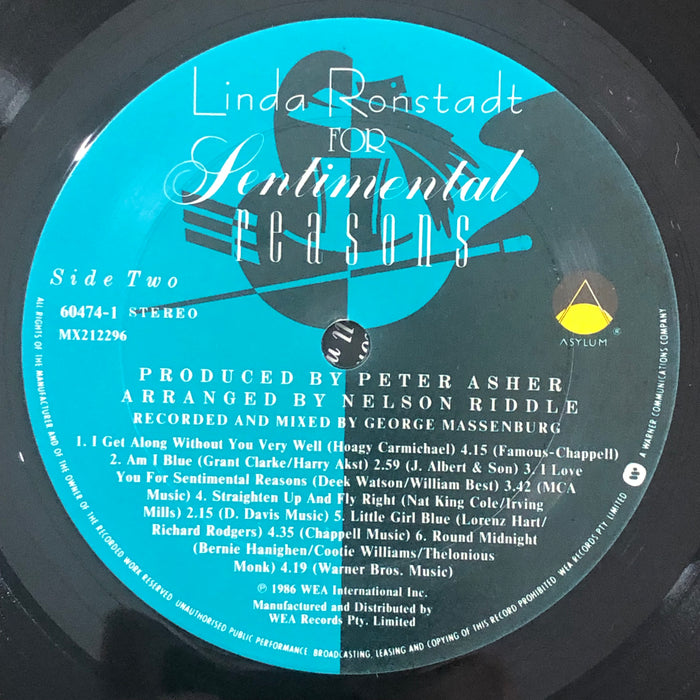 Linda Ronstadt
FOR
Sentimental
reasons
Side Two
60474-1 STEREO
MX212296
ASYLUM ®
PRODUCED BY PETER ASHER
ARRANGED BY NELSON RIDDLE
RECORDED AND MIXED BY GEORGE MASSENBURG
1. I Get Along Without You Very Well (Hoagy Carmichael) 4.15 (Famous-Chappell)
2. Am I Blue (Grant Clarke/Harry Akst) 2.59 (J. Albert & Son) 3. I Love
You For Sentimental Reasons (Deek Watson/William Best) 3.42 (MCA
Music) 4. Straighten Up And Fly Right (Nat King Cole/Irving
Mills) 2.15 (D. Davis Music) 5. Little Girl Blue (Lorenz Hart/
Richard Rodgers) 4.35 (Chappell Music) 6. Round Midnight
(Bernie Hanighen/Cootie Williams/Thelonious
Monk) 4.19 (Warner Bros. Music)
℗ 1986 WEA International Inc.
Manufactured and Distributed by
WEA Records Pty. Limited
ALL RIGHTS OF THE MANUFACTURER AND OF THE OWNER OF THE RECORDED WORK RESERVED. UNAUTHORISED PUBLIC PERFORMANCE, BROADCASTING, LEASING AND COPYING OF THIS RECORD PROHIBITED. WEA RECORDS PTY. LIMITED
A WARNER COMMUNICATIONS COMPANY